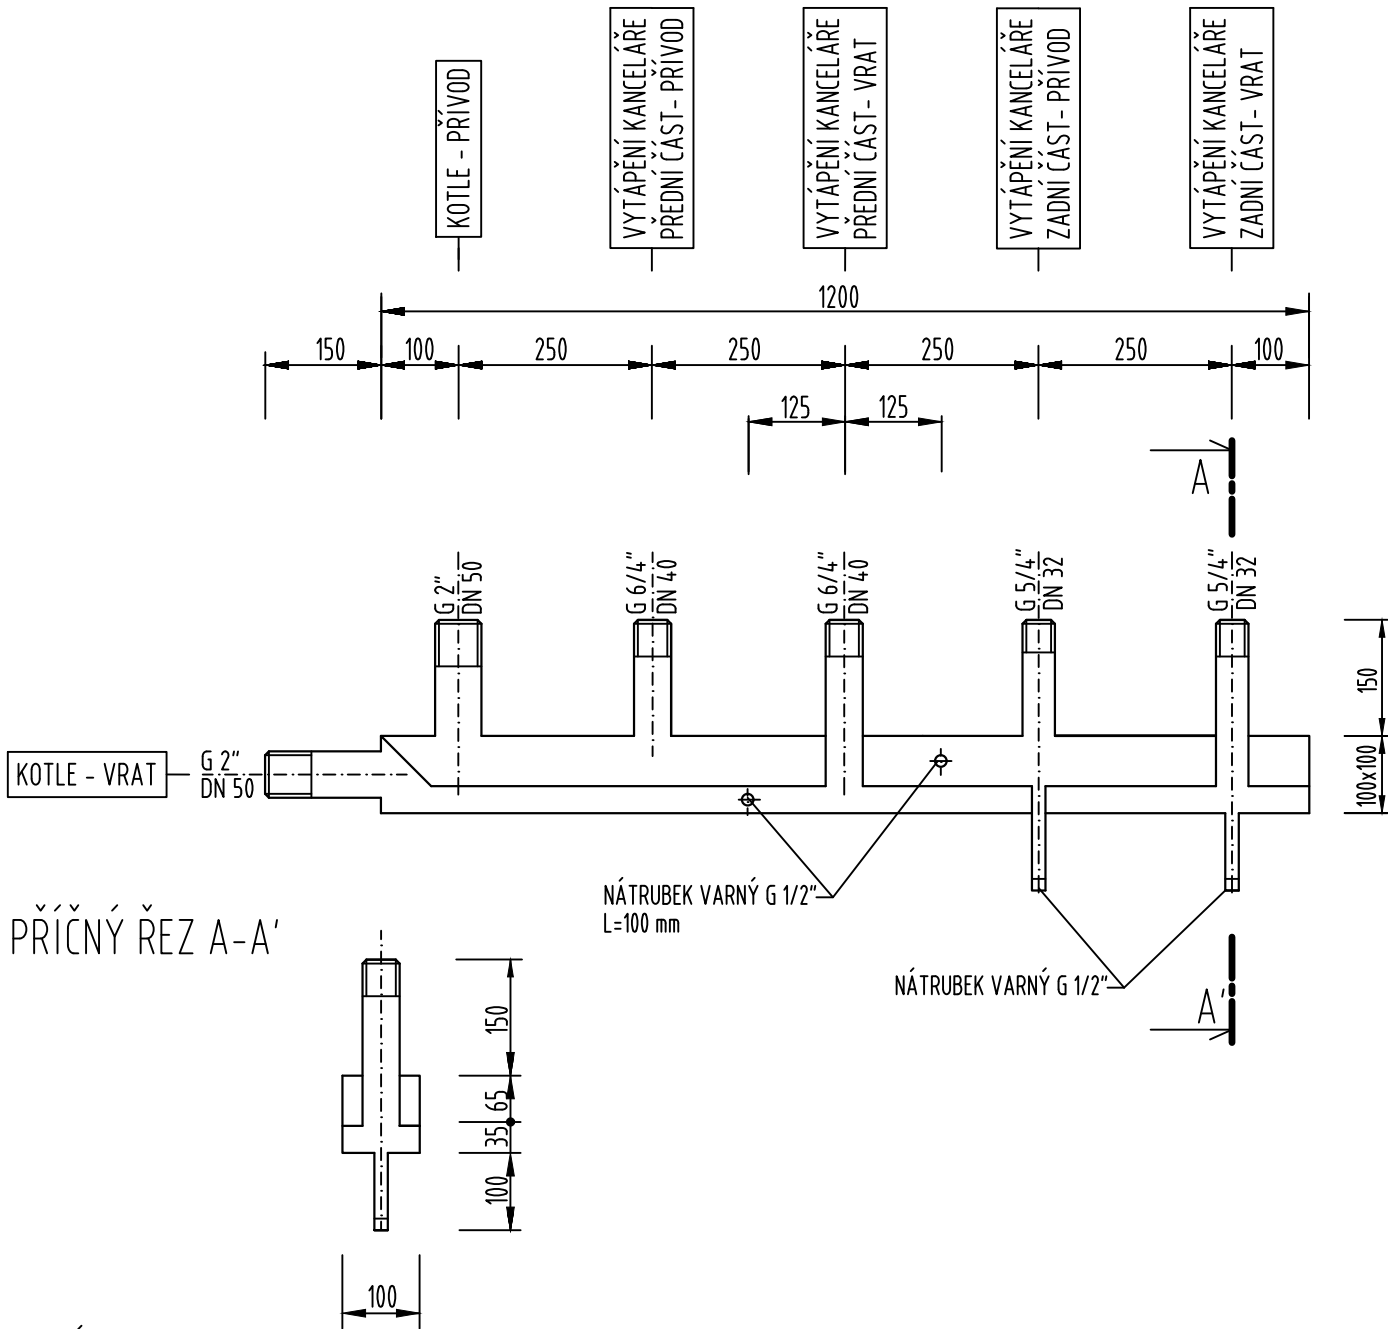 KOTLE - PŘÍVOD
VYTÁPĚNÍ KANCELÁŘE
PŘEDNÍ ČÁST- PŘÍVOD
VYTÁPĚNÍ KANCELÁŘE
PŘEDNÍ ČÁST- VRAT
VYTÁPĚNÍ KANCELÁŘE
ZADNÍ ČÁST- PŘÍVOD
VYTÁPĚNÍ KANCELÁŘE
ZADNÍ ČÁST- VRAT
1200
150
100
250
250
250
250
100
125
125
A
G 2"
DN 50
G 6/4"
DN 40
G 6/4"
DN 40
G 5/4"
DN 32
G 5/4"
DN 32
150
100x100
KOTLE - VRAT
G 2"
DN 50
NÁTRUBEK VARNÝ G 1/2"
L=100 mm
NÁTRUBEK VARNÝ G 1/2"
A'
PŘÍČNÝ ŘEZ A-A'
150
65
35
100
100